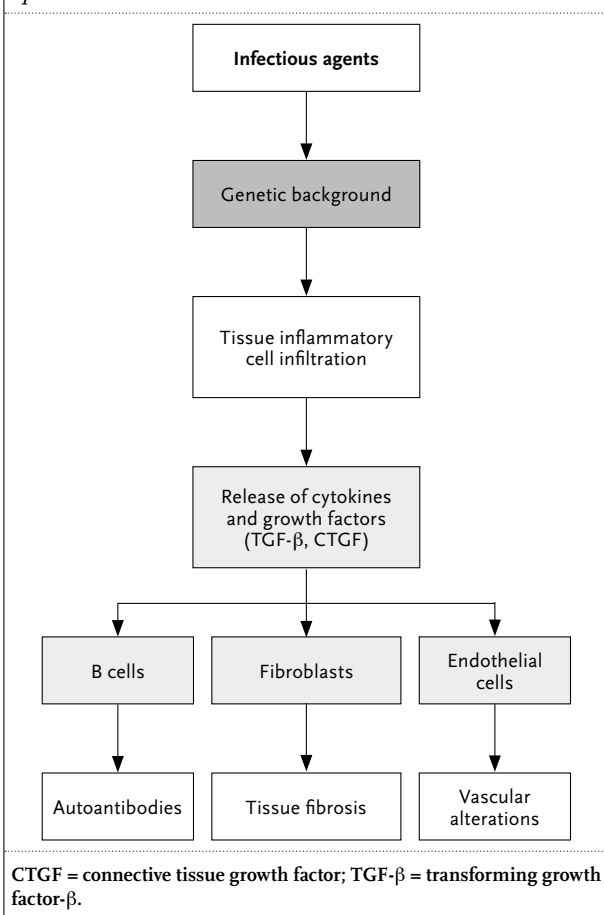 Infectious agents
Genetic background
Tissue inflammatory
cell infiltration
Release of cytokines
and growth factors
(TGF-β, CTGF)
B cells
Fibroblasts
Endothelial
cells
Autoantibodies
Tissue fibrosis
Vascular
alterations
CTGF = connective tissue growth factor; TGF-β = transforming growth
factor-β.